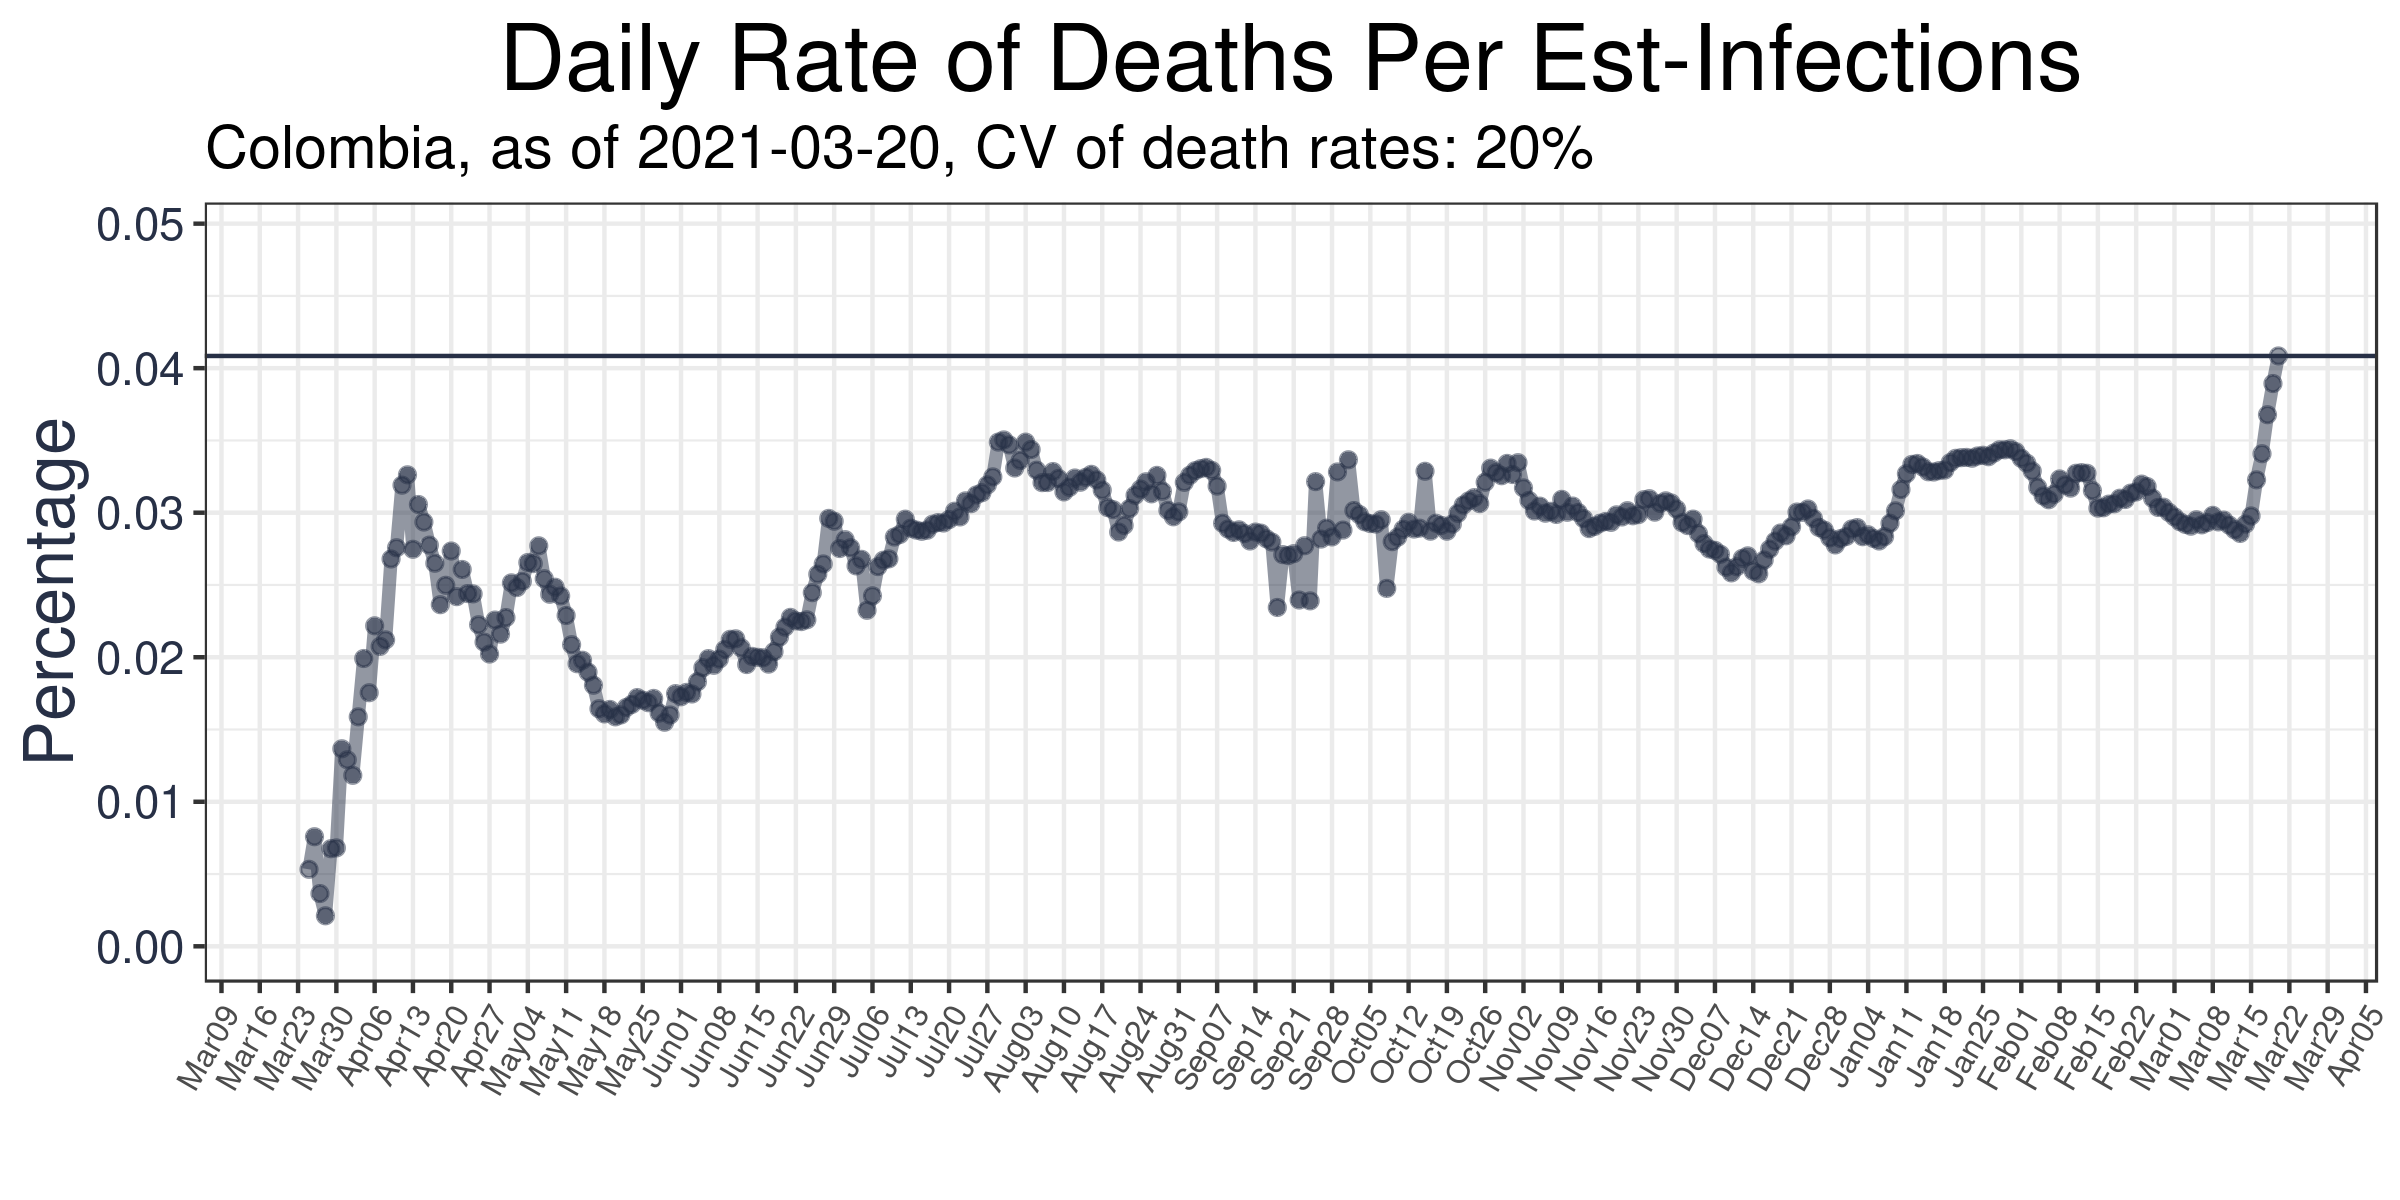 Daily Rate of Deaths Per Est-Infections
Colombia, as of 2021-03-20, CV of death rates: 20%
Percentage
0.05
0.04
0.03
0.02
0.01
0.00
Mar09
Mar16
Mar23
Mar30
Apr06
Apr13
Apr20
Apr27
May04
May11
May18
May25
Jun01
Jun08
Jun15
Jun22
Jun29
Jul06
Jul13
Jul20
Jul27
Aug03
Aug10
Aug17
Aug24
Aug31
Sep07
Sep14
Sep21
Sep28
Oct05
Oct12
Oct19
Oct26
Nov02
Nov09
Nov16
Nov23
Nov30
Dec07
Dec14
Dec21
Dec28
Jan04
Jan11
Jan18
Jan25
Feb01
Feb08
Feb15
Feb22
Mar01
Mar08
Mar15
Mar22
Mar29
Apr05